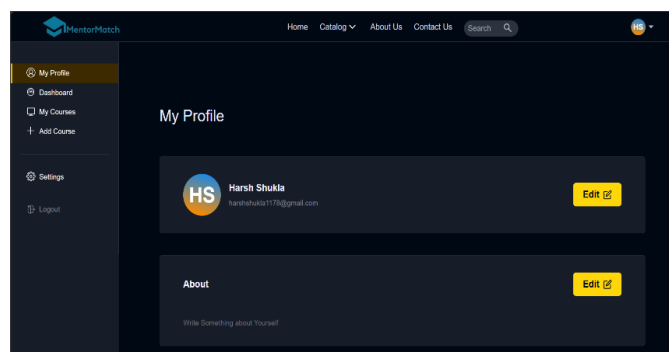 MentorMatch
Home Catalog About Us Contact Us Search HS
My Profile
Dashboard
My Courses
Add Course
Settings
Logout
My Profile
HS
Harsh Shukla
harshshukla1178@gmail.com
Edit
About
Edit
Write Something about Yourself